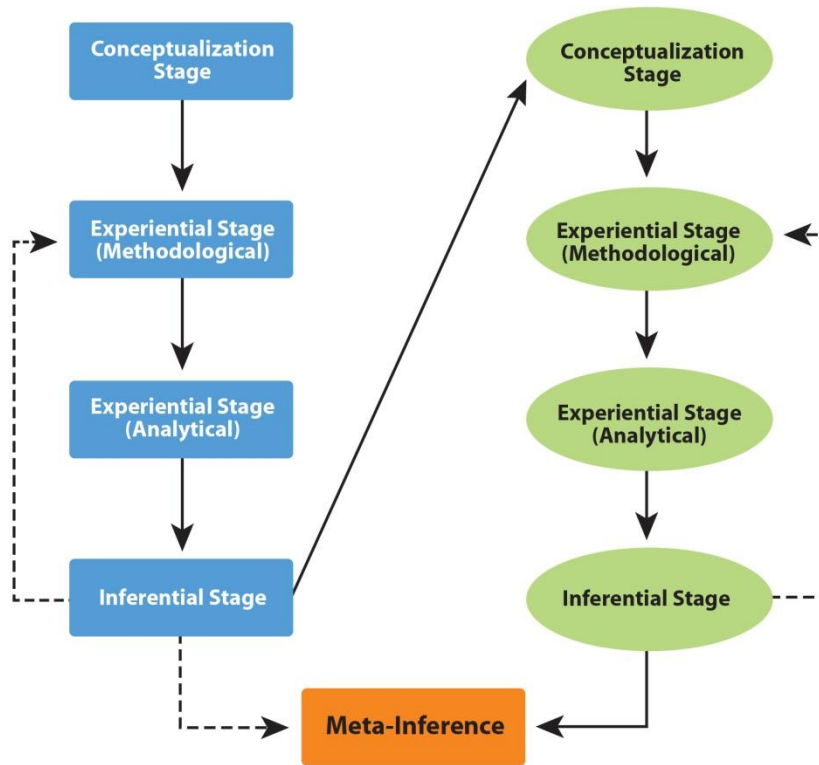 Conceptualization
Stage
Experiential Stage
(Methodological)
Experiential Stage
(Analytical)
Inferential Stage
Conceptualization
Stage
Experiential Stage
(Methodological)
Experiential Stage
(Analytical)
Inferential Stage
Meta-Inference